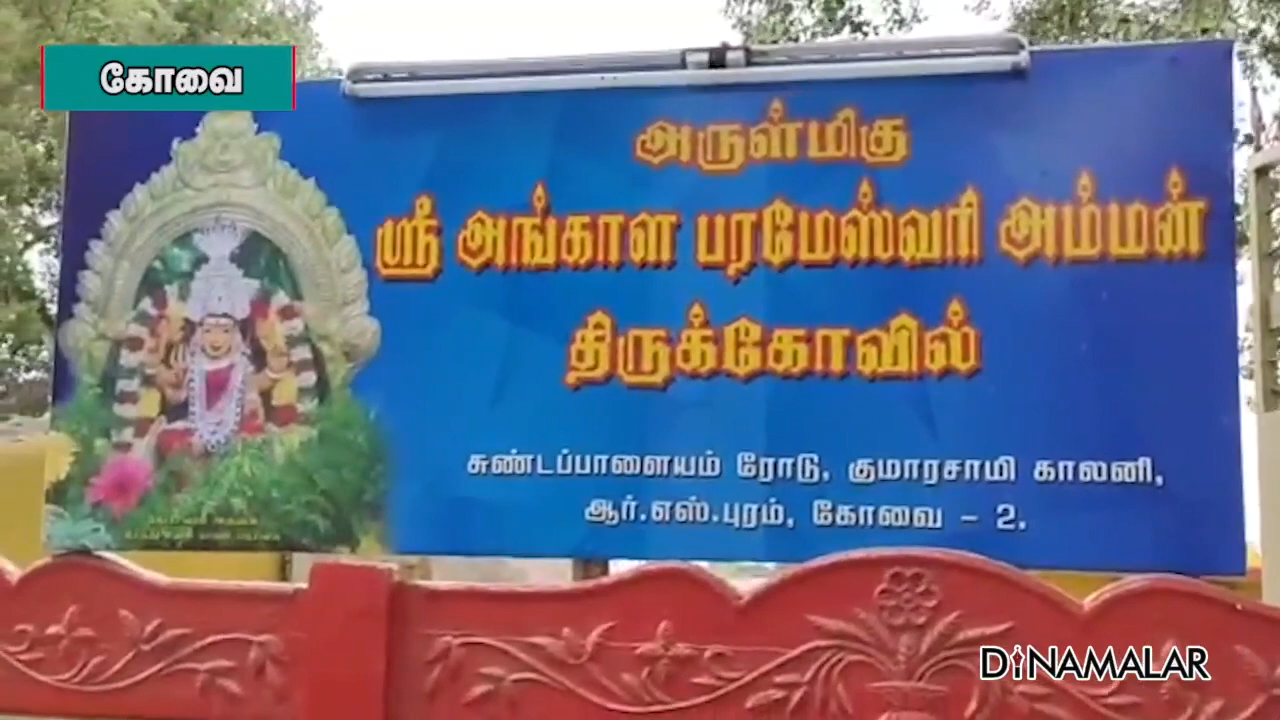 கோவை
அருள்மிகு
ஸ்ரீ அங்காள பரமேஸ்வரி அம்மன்
திருக்கோவில்
சுண்டப்பாளையம் ரோடு, குமாரசாமி காலனி,
ஆர்.எஸ்.புரம், கோவை - 2.
DINAMALAR